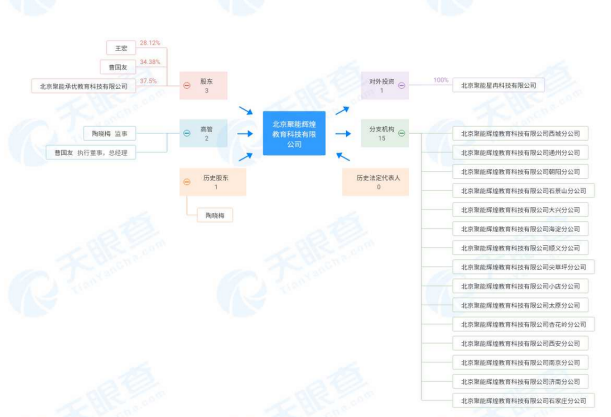 王宏
28.12%
曹国友
34.38%
北京聚能承优教育科技有限公司
37.5%
股东
3
陶晓梅 监事
曹国友 执行董事、总经理
高管
2
历史股东
1
陶晓梅
北京聚能辉煌
教育科技有限
公司
对外投资
1
100%
北京聚能星冉科技有限公司
分支机构
15
历史法定代表人
0
北京聚能辉煌教育科技有限公司西城分公司
北京聚能辉煌教育科技有限公司通州分公司
北京聚能辉煌教育科技有限公司朝阳分公司
北京聚能辉煌教育科技有限公司石景山分公司
北京聚能辉煌教育科技有限公司大兴分公司
北京聚能辉煌教育科技有限公司海淀分公司
北京聚能辉煌教育科技有限公司顺义分公司
北京聚能辉煌教育科技有限公司尖草坪分公司
北京聚能辉煌教育科技有限公司小店分公司
北京聚能辉煌教育科技有限公司太原分公司
北京聚能辉煌教育科技有限公司杏花岭分公司
北京聚能辉煌教育科技有限公司西安分公司
北京聚能辉煌教育科技有限公司南京分公司
北京聚能辉煌教育科技有限公司济南分公司
北京聚能辉煌教育科技有限公司石家庄分公司
天眼查
TianYanCha.com